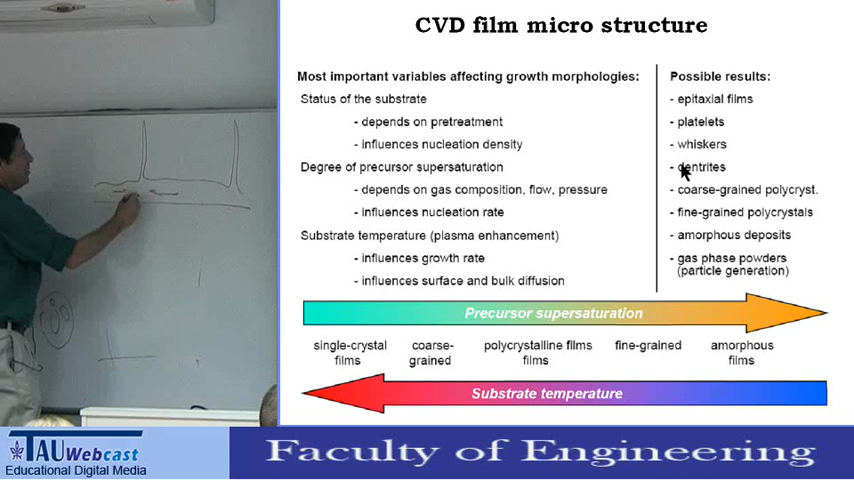 CVD film micro structure
Most important variables affecting growth morphologies:
Status of the substrate
- depends on pretreatment
- influences nucleation density
Degree of precursor supersaturation
- depends on gas composition, flow, pressure
- influences nucleation rate
Substrate temperature (plasma enhancement)
- influences growth rate
- influences surface and bulk diffusion
Possible results:
- epitaxial films
- platelets
- whiskers
- dentrites
- coarse-grained polycryst.
- fine-grained polycrystals
- amorphous deposits
- gas phase powders
(particle generation)
Precursor supersaturation
single-crystal films
coarse-grained
polycrystalline films films
fine-grained
amorphous films
Substrate temperature
TAU Webcast
Educational Digital Media
Faculty of Engineering